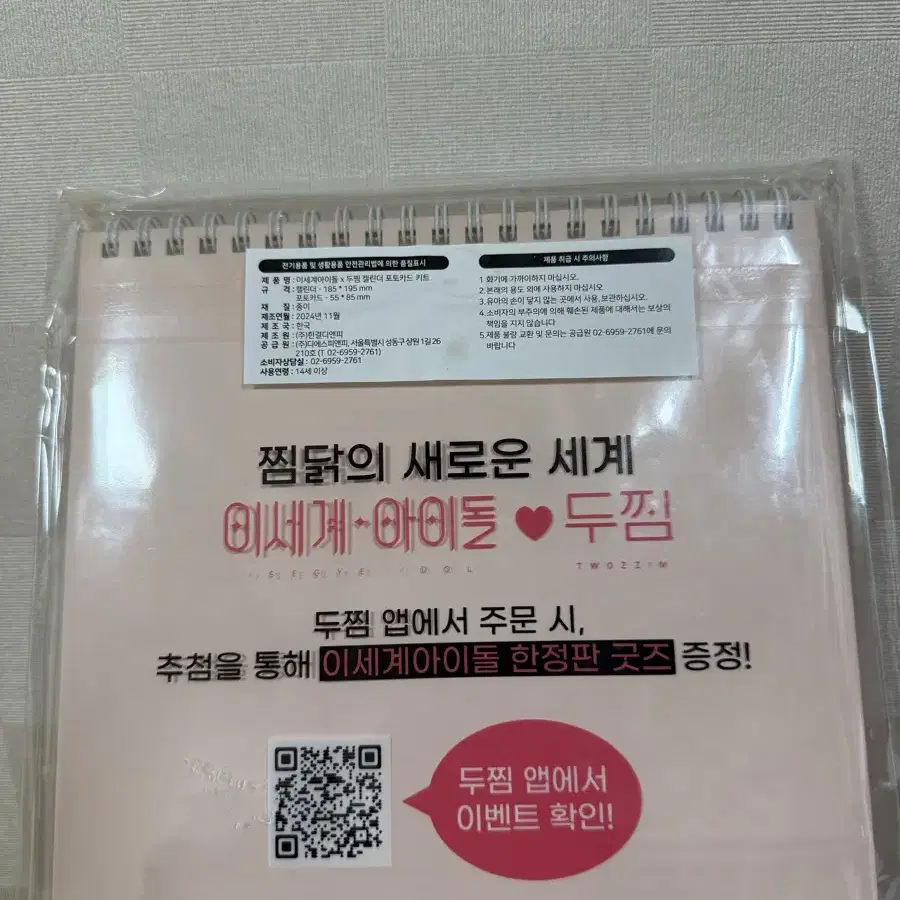 전기용품 및 생활용품 안전관리법에 의한 품질표시
제 품 명 : 이세계아이돌 x 두찜 캘린더 포토카드 키트
규 격 : 캘린더 - 185 * 195 mm
포토카드 - 55 * 85 mm
재 질 : 종이
제조연월 : 2024년 11월
제 조 국 : 한국
제 조 원 : (주)한결디앤피
공 급 원 : (주)디에스피앤피, 서울특별시 성동구 상원 1길 26
210호 (T 02-6959-2761)
소비자상담실 : 02-6959-2761
사용연령 : 14세 이상
제품 취급 시 주의사항
1 화기에 가까이하지 마십시오.
2.본래의 용도 외에 사용하지 마십시오
3.유아의 손이 닿지 않는 곳에서 사용,보관하십시오.
4.소비자의 부주의에 의해 훼손된 제품에 대해서는 보상의
책임을 지지 않습니다
5.제품 불량 교환 및 문의는 공급원 02-6959-2761에 문의
바랍니다
찜닭의 새로운 세계
이세계아이돌 ♥ 두찜
ISEGYE IDOL TWOZZIM
두찜 앱에서 주문 시,
추첨을 통해 이세계아이돌 한정판 굿즈 증정!
두찜 앱에서
이벤트 확인!